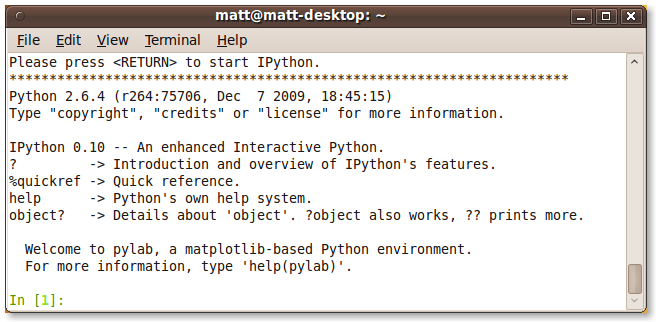 matt@matt-desktop: ~
File Edit View Terminal Help
Please press <RETURN> to start IPython.
**********************************************************************
Python 2.6.4 (r264:75706, Dec  7 2009, 18:45:15)
Type "copyright", "credits" or "license" for more information.
IPython 0.10 -- An enhanced Interactive Python.
?         -> Introduction and overview of IPython's features.
%quickref -> Quick reference.
help      -> Python's own help system.
object?   -> Details about 'object'. ?object also works, ?? prints more.
  Welcome to pylab, a matplotlib-based Python environment.
  For more information, type 'help(pylab)'.
In [1]: